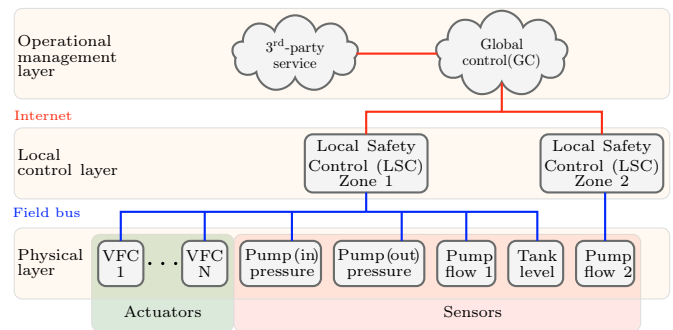 Operational
management
layer
3rd-party
service
Global
control(GC)
Internet
Local
control layer
Local Safety
Control (LSC)
Zone 1
Local Safety
Control (LSC)
Zone 2
Field bus
Physical
layer
VFC
1
...
VFC
N
Pump(in)
pressure
Pump(out)
pressure
Pump
flow 1
Tank
level
Pump
flow 2
Actuators
Sensors